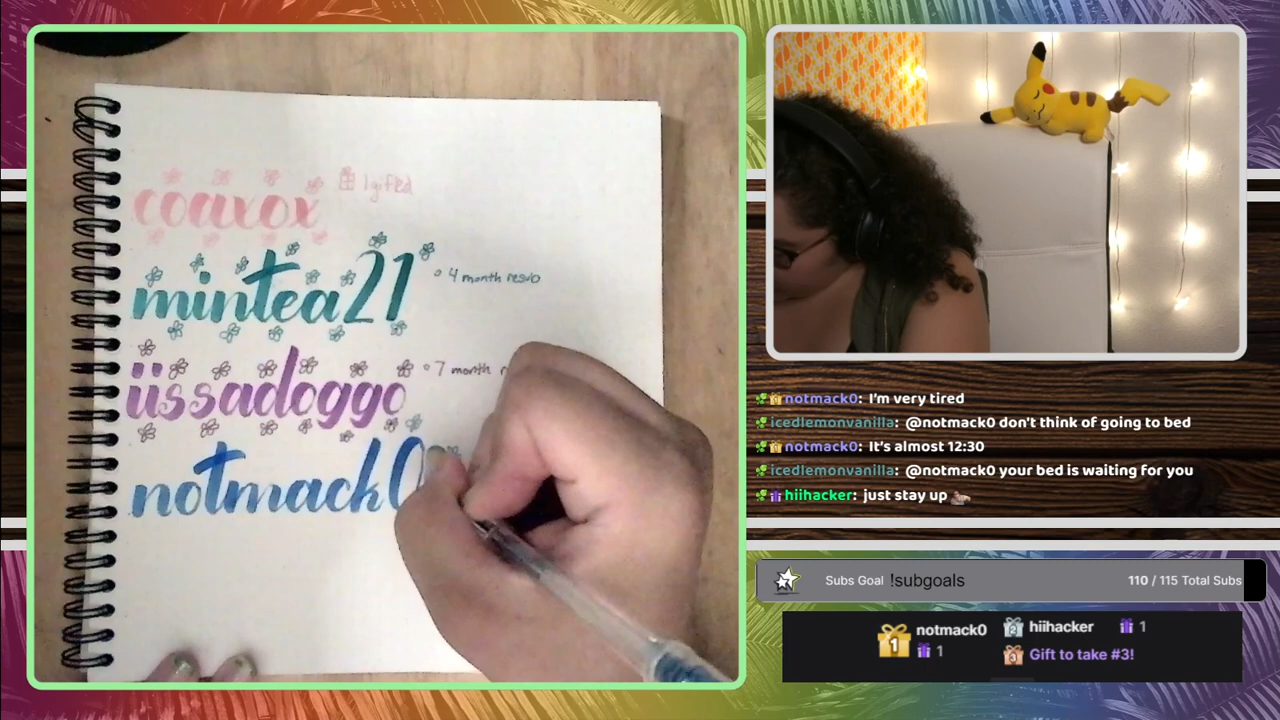 coaxox 1 gifted
mintea21 ° 4 month resub
iissadoggo ° 7 month
notmack0
notmack0: I'm very tired
icedlemonvanilla: @notmack0 don't think of going to bed
notmack0: It's almost 12:30
icedlemonvanilla: @notmack0 your bed is waiting for you
hiihacker: just stay up
Subs Goal !subgoals 110 / 115 Total Subs
1 notmack0 1
2 hiihacker 1
3 Gift to take #3!